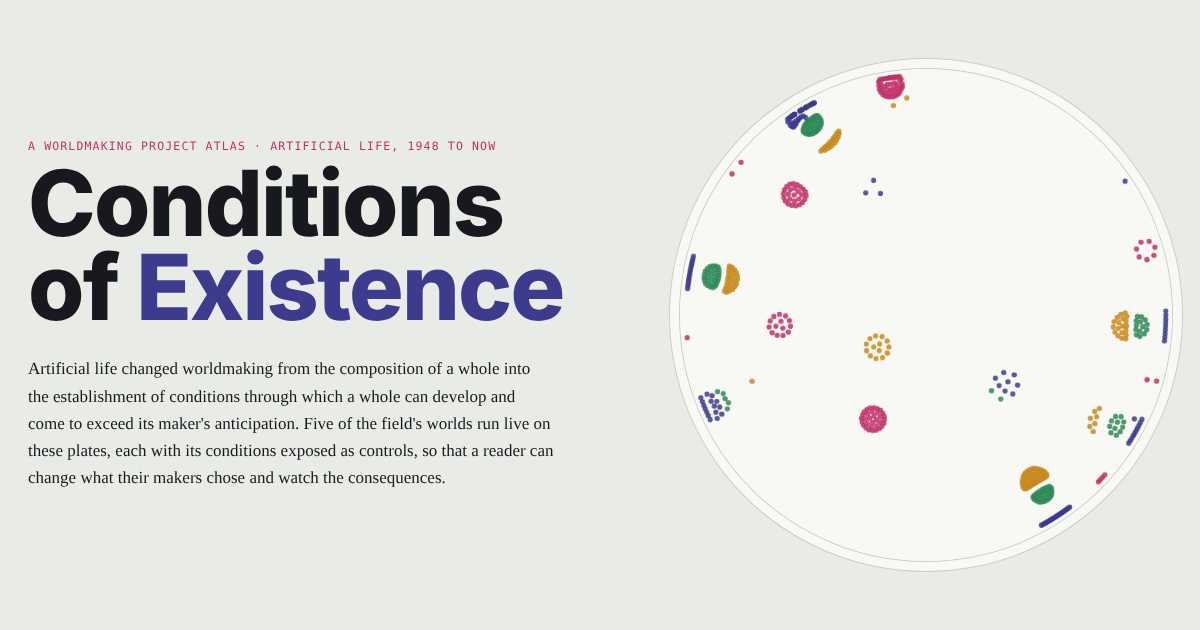 A WORLDMAKING PROJECT ATLAS · ARTIFICIAL LIFE, 1948 TO NOW
Conditions
of Existence
Artificial life changed worldmaking from the composition of a whole into
the establishment of conditions through which a whole can develop and
come to exceed its maker's anticipation. Five of the field's worlds run live on
these plates, each with its conditions exposed as controls, so that a reader can
change what their makers chose and watch the consequences.